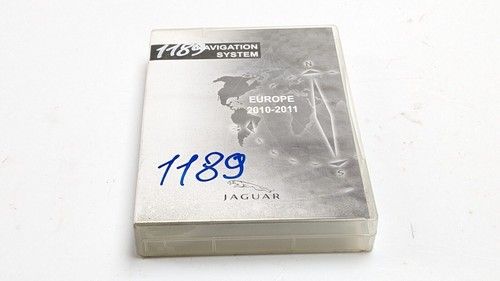 1189
NAVIGATION
SYSTEM
N
EUROPE
2010-2011
S
1189
JAGUAR